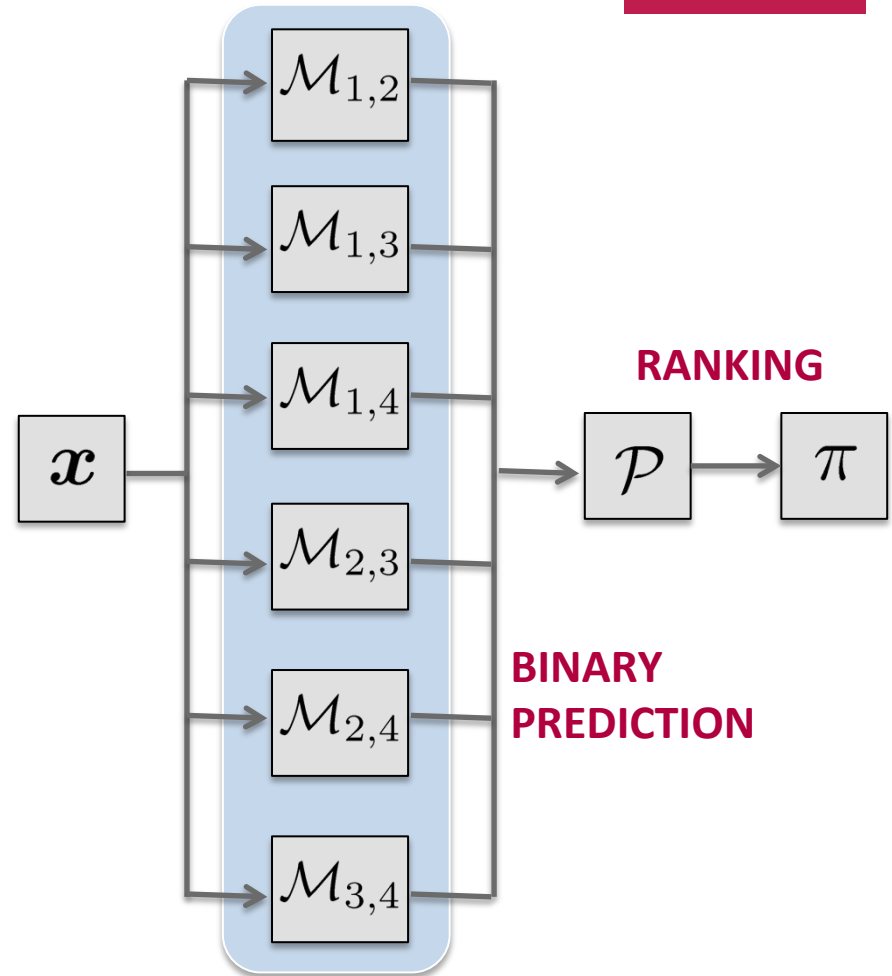 𝓜₁,₂
𝓜₁,₃
𝓜₁,₄
RANKING
𝒙
𝒫
π
𝓜₂,₃
BINARY
PREDICTION
𝓜₂,₄
𝓜₃,₄